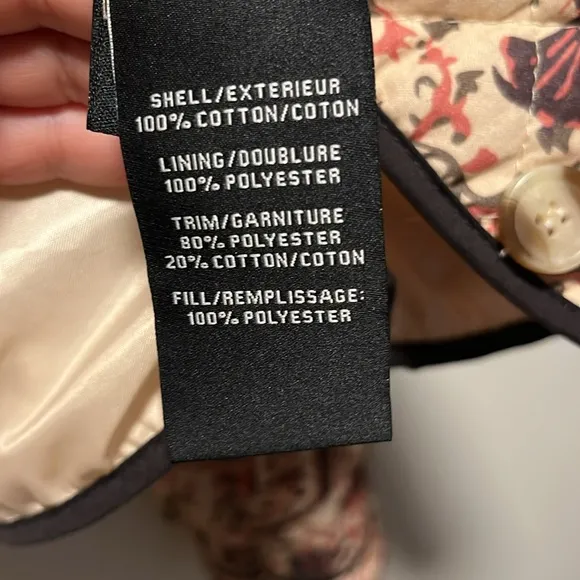 SHELL/EXTERIEUR
100% COTTON/COTON
LINING/DOUBLURE
100% POLYESTER
TRIM/GARNITURE
80% POLYESTER
20% COTTON/COTON
FILL/REMPLISSAGE:
100% POLYESTER